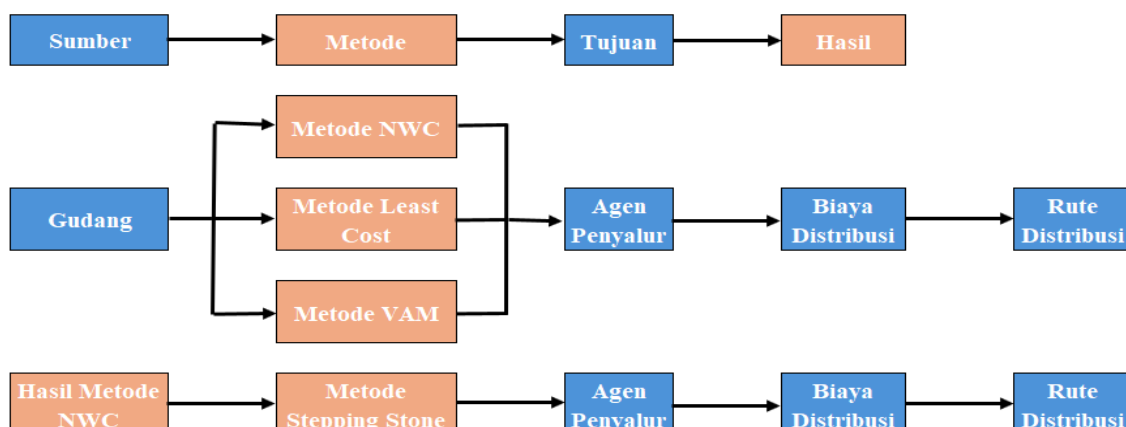 Sumber
Metode
Tujuan
Hasil
Metode NWC
Gudang
Metode Least
Cost
Agen
Penyalur
Biaya
Distribusi
Rute
Distribusi
Metode VAM
Hasil Metode
NWC
Metode
Stepping Stone
Agen
Penyalur
Biaya
Distribusi
Rute
Distribusi